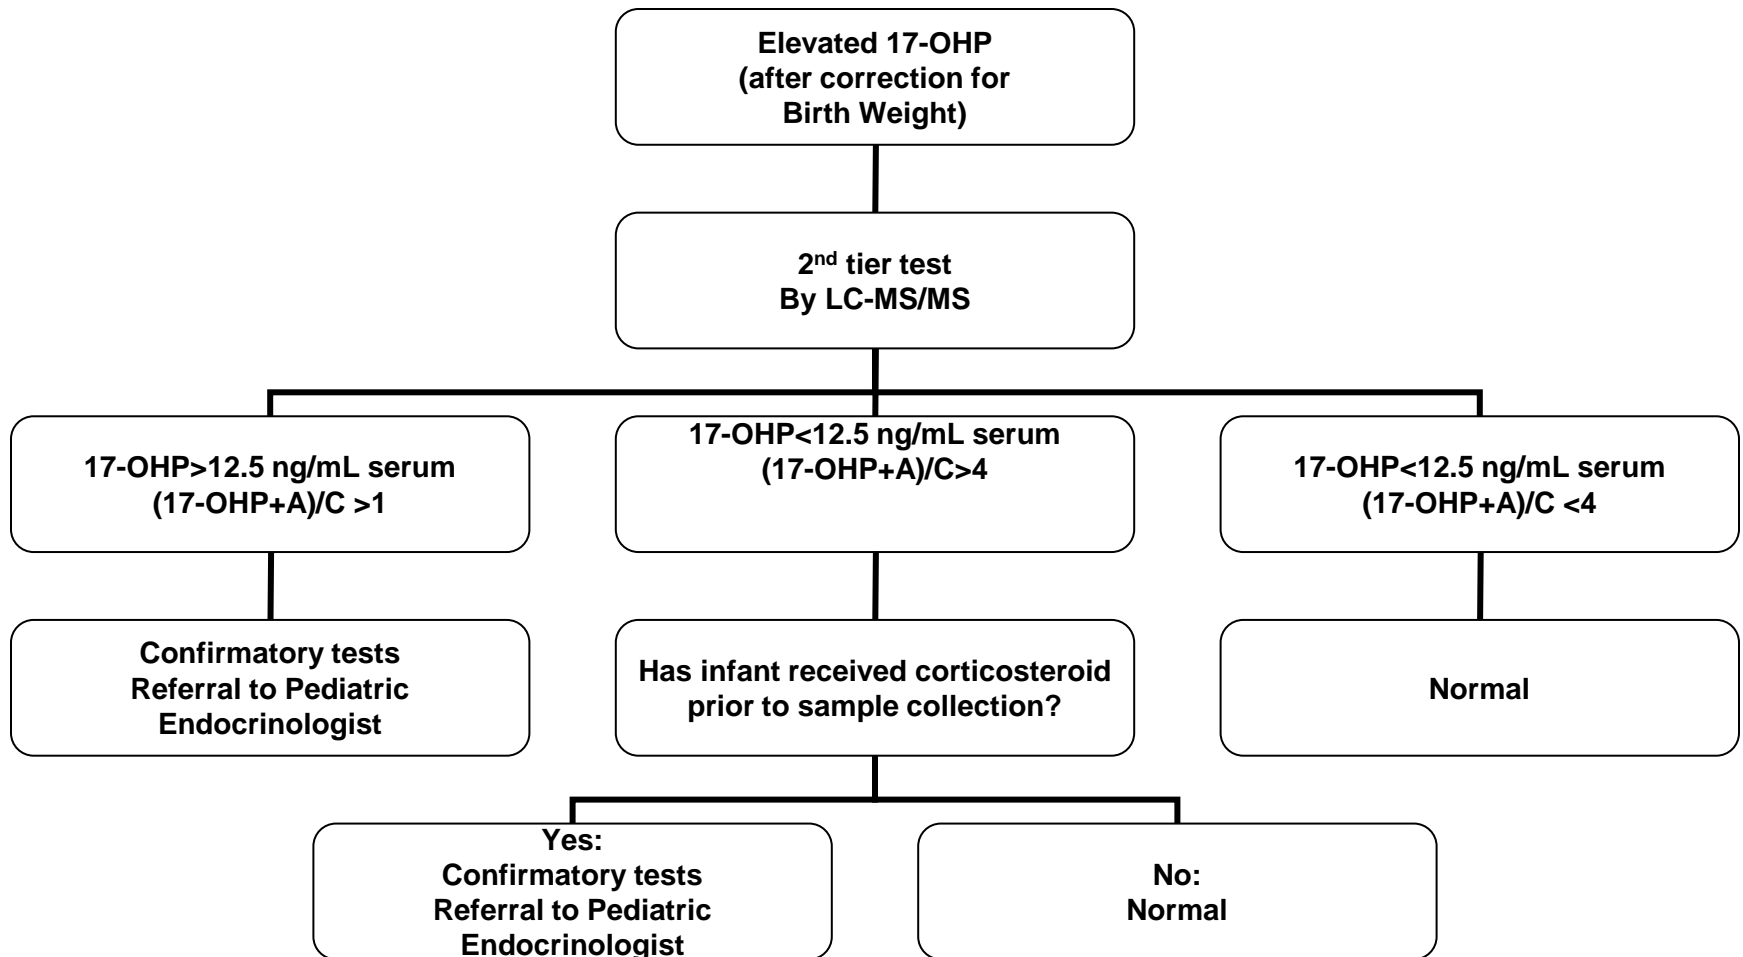 Elevated 17-OHP
(after correction for
Birth Weight)
2nd tier test
By LC-MS/MS
17-OHP>12.5 ng/mL serum
(17-OHP+A)/C >1
17-OHP<12.5 ng/mL serum
(17-OHP+A)/C>4
17-OHP<12.5 ng/mL serum
(17-OHP+A)/C <4
Confirmatory tests
Referral to Pediatric
Endocrinologist
Has infant received corticosteroid
prior to sample collection?
Normal
Yes:
Confirmatory tests
Referral to Pediatric
Endocrinologist
No:
Normal